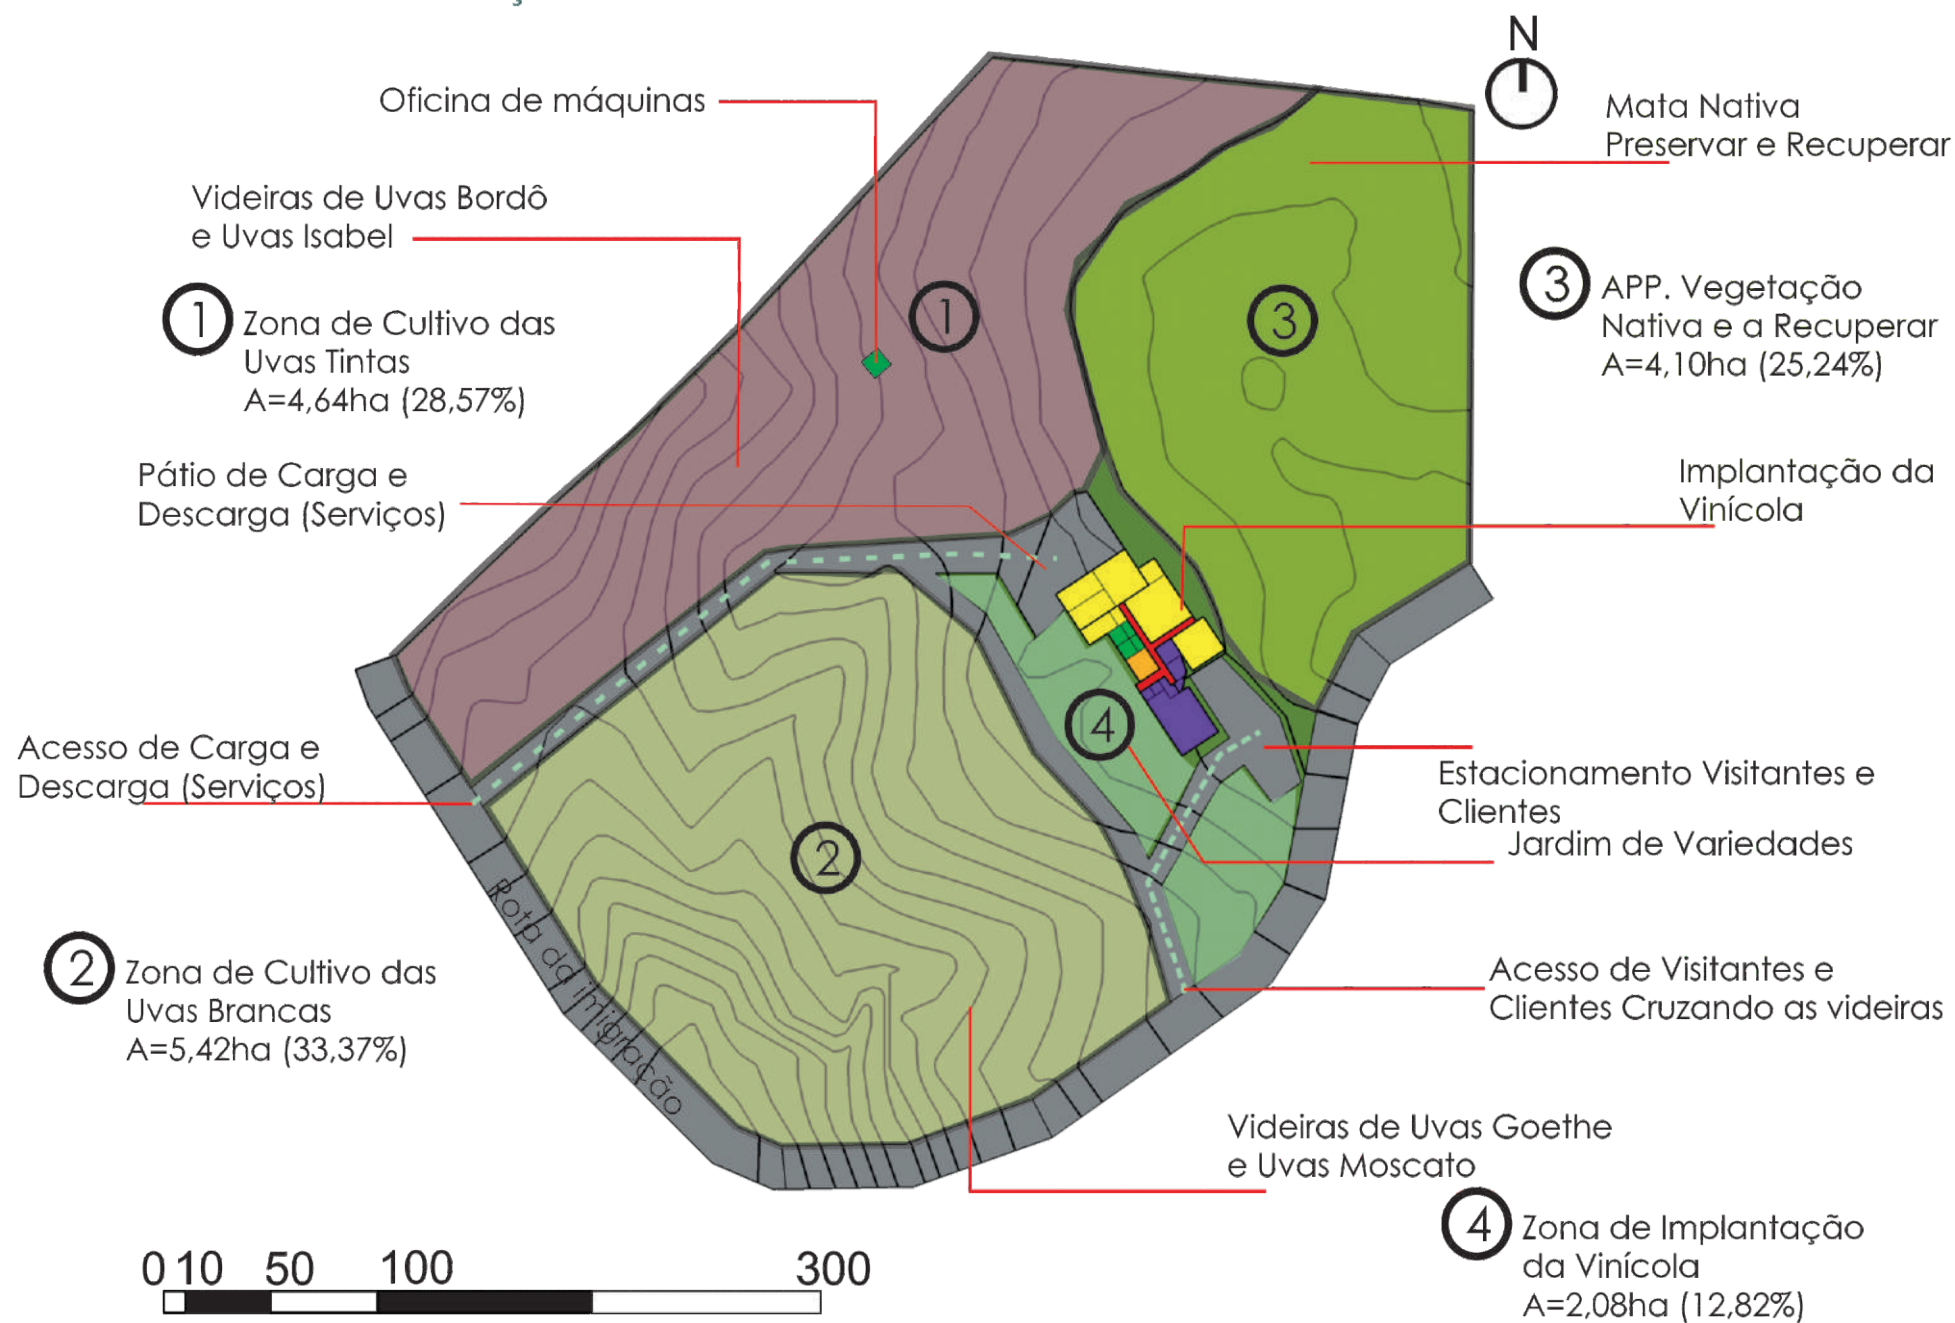 N
Oficina de máquinas
Mata Nativa
Preservar e Recuperar
Videiras de Uvas Bordô
e Uvas Isabel
1
Zona de Cultivo das
Uvas Tintas
A=4,64ha (28,57%)
3
APP. Vegetação
Nativa e a Recuperar
A=4,10ha (25,24%)
1
3
Pátio de Carga e
Descarga (Serviços)
Implantação da
Vinícola
4
Acesso de Carga e
Descarga (Serviços)
Estacionamento Visitantes e
Clientes
Jardim de Variedades
2
Rota da imigração
2
Zona de Cultivo das
Uvas Brancas
A=5,42ha (33,37%)
Acesso de Visitantes e
Clientes Cruzando as videiras
Videiras de Uvas Goethe
e Uvas Moscato
4
Zona de Implantação
da Vinícola
A=2,08ha (12,82%)
0 10 50 100 300